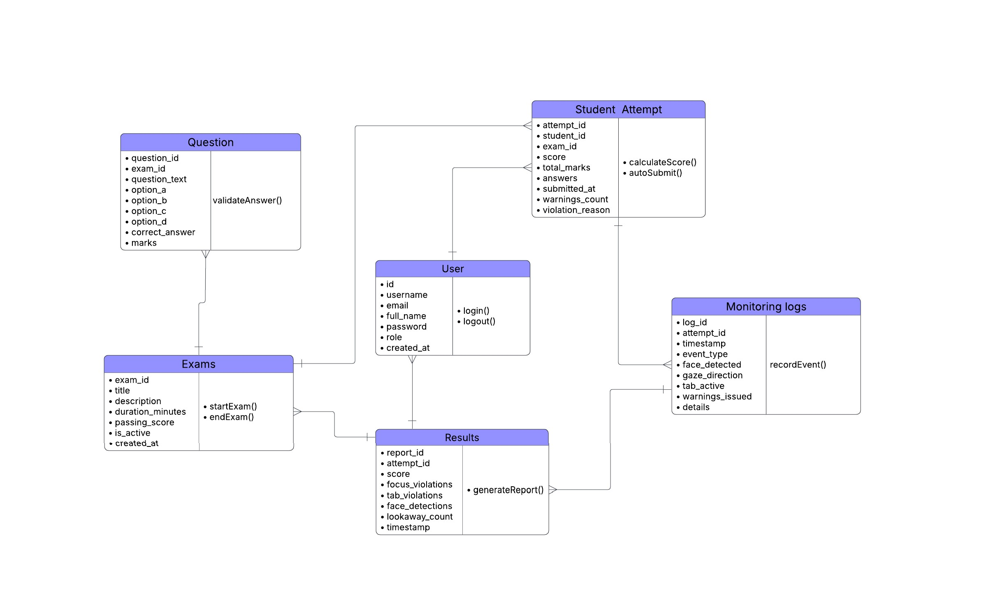 Student  Attempt
• attempt_id
• student_id
• exam_id
• score
• total_marks
• answers
• submitted_at
• warnings_count
• violation_reason
• calculateScore()
• autoSubmit()
Question
• question_id
• exam_id
• question_text
• option_a
• option_b
• option_c
• option_d
• correct_answer
• marks
validateAnswer()
User
• id
• username
• email
• full_name
• password
• role
• created_at
• login()
• logout()
Monitoring logs
• log_id
• attempt_id
• timestamp
• event_type
• face_detected
• gaze_direction
• tab_active
• warnings_issued
• details
recordEvent()
Exams
• exam_id
• title
• description
• duration_minutes
• passing_score
• is_active
• created_at
• startExam()
• endExam()
Results
• report_id
• attempt_id
• score
• focus_violations
• tab_violations
• face_detections
• lookaway_count
• timestamp
• generateReport()